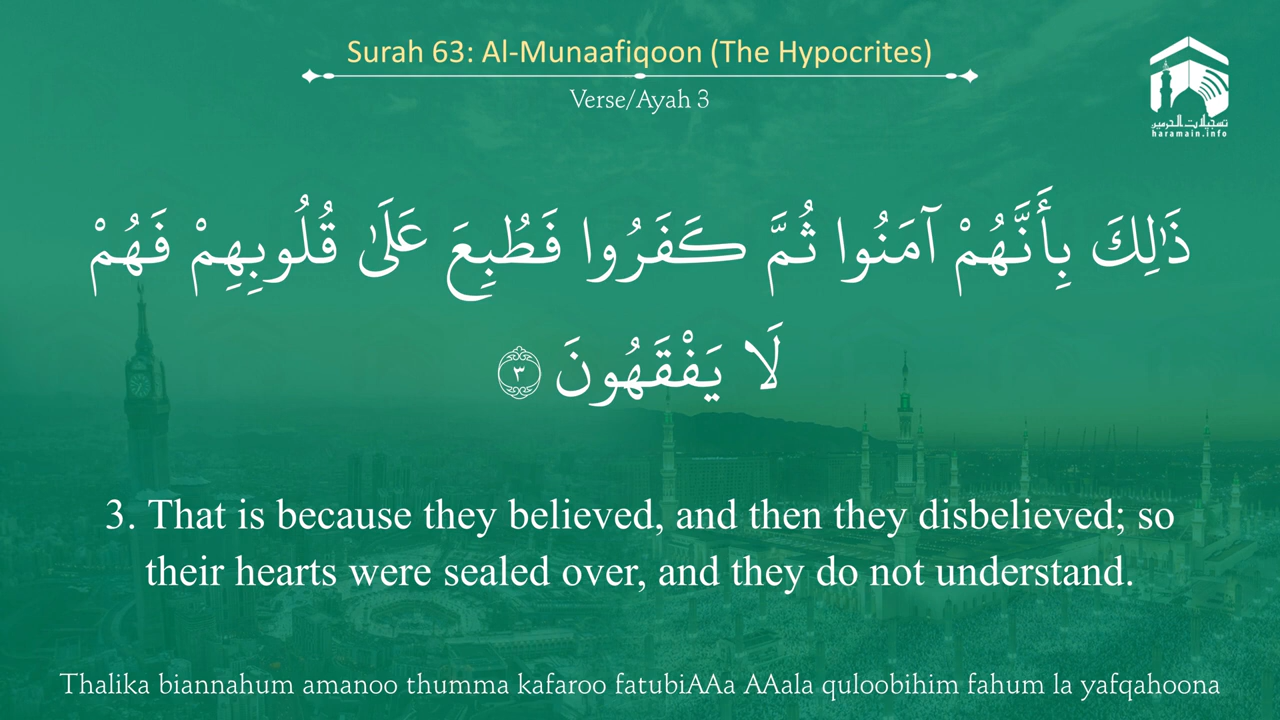 Surah 63: Al-Munaafiqoon (The Hypocrites)
Verse/Ayah 3
تسجيلات الحرمين
haramain.info
ذَٰلِكَ بِأَنَّهُمْ آمَنُوا ثُمَّ كَفَرُوا فَطُبِعَ عَلَىٰ قُلُوبِهِمْ فَهُمْ
لَا يَفْقَهُونَ ٣
3. That is because they believed, and then they disbelieved; so
their hearts were sealed over, and they do not understand.
Thalika biannahum amanoo thumma kafaroo fatubiAAa AAala quloobihim fahum la yafqahoona